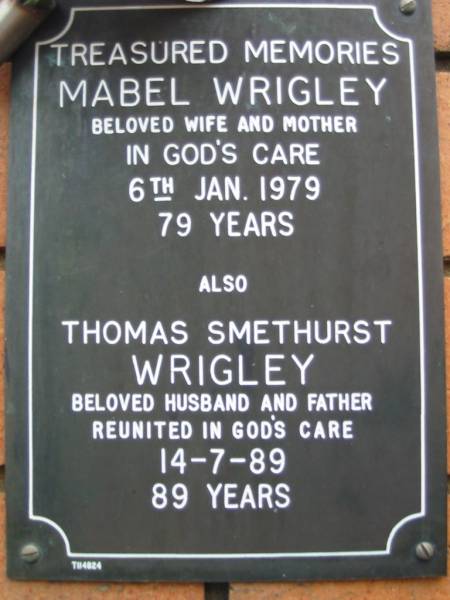 TREASURED MEMORIES
MABEL WRIGLEY
BELOVED WIFE AND MOTHER
IN GOD'S CARE
6TH JAN. 1979
79 YEARS
ALSO
THOMAS SMETHURST
WRIGLEY
BELOVED HUSBAND AND FATHER
REUNITED IN GOD'S CARE
14-7-89
89 YEARS
T114824